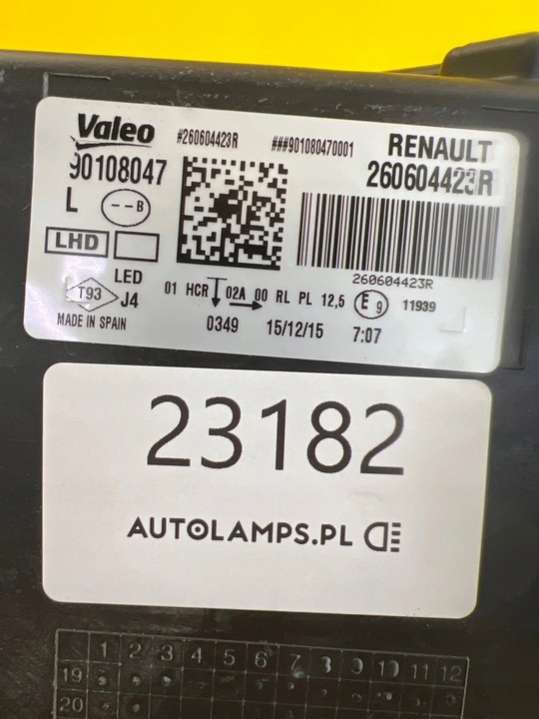 Valeo #260604423R ###901080470001 RENAULT
90108047 260604423R
L --B
LHD
260604423R
LED
T93 J4 01 HCR 02A 00 RL PL 12,5 E9 11939
MADE IN SPAIN 0349 15/12/15 7:07
23182
AUTOLAMPS.PL
1 2 3 4 5 6 7 8 9 10 11 12
19
20